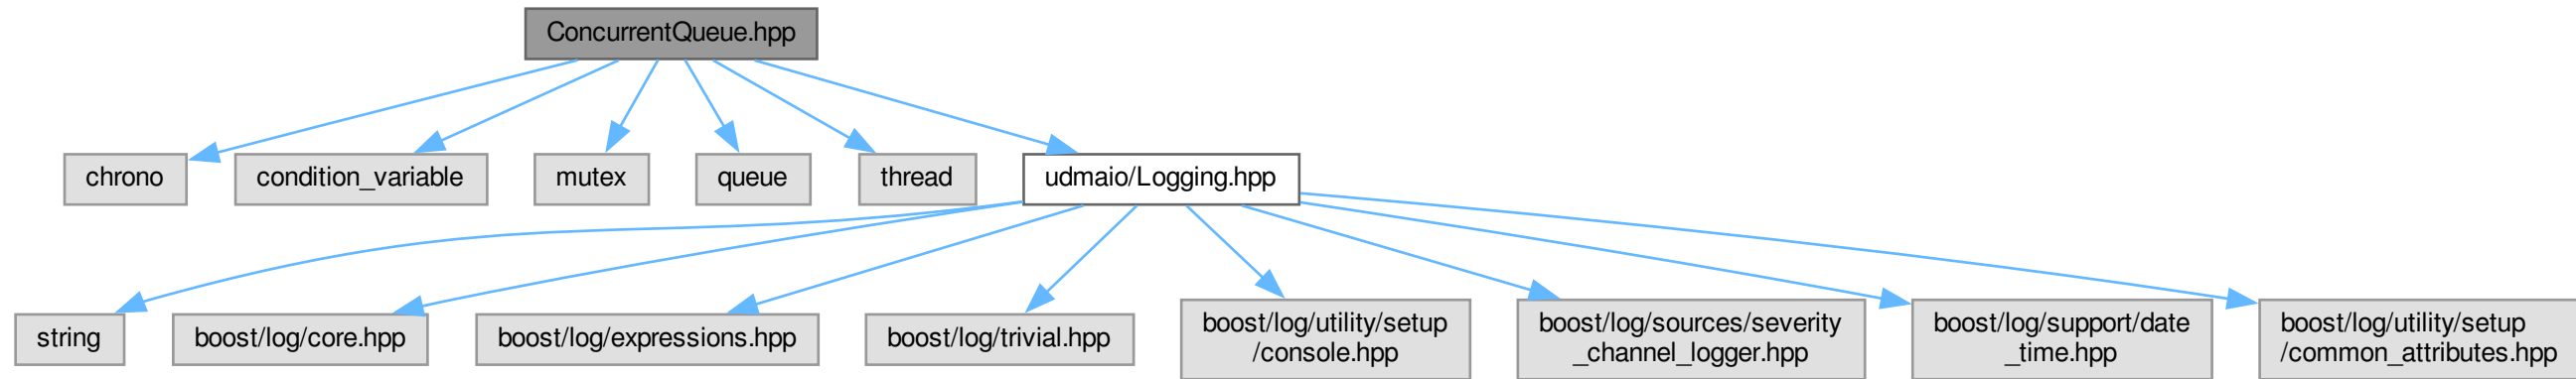 ConcurrentQueue.hpp
chrono
condition_variable
mutex
queue
thread
udmaio/Logging.hpp
string
boost/log/core.hpp
boost/log/expressions.hpp
boost/log/trivial.hpp
boost/log/utility/setup
/console.hpp
boost/log/sources/severity
_channel_logger.hpp
boost/log/support/date
_time.hpp
boost/log/utility/setup
/common_attributes.hpp